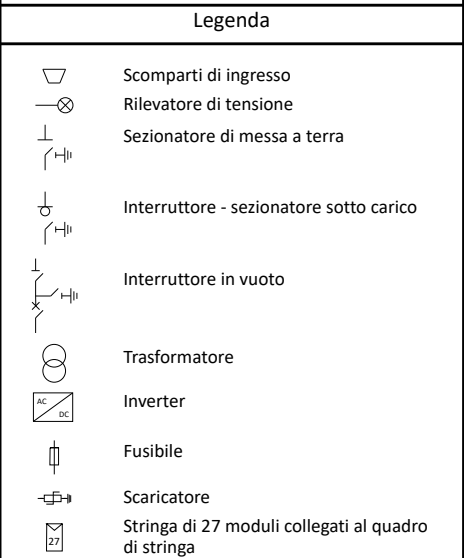 Legenda
Scomparti di ingresso
Rilevatore di tensione
Sezionatore di messa a terra
Interruttore - sezionatore sotto carico
Interruttore in vuoto
Trasformatore
AC
DC
Inverter
Fusibile
Scaricatore
27
Stringa di 27 moduli collegati al quadro
di stringa